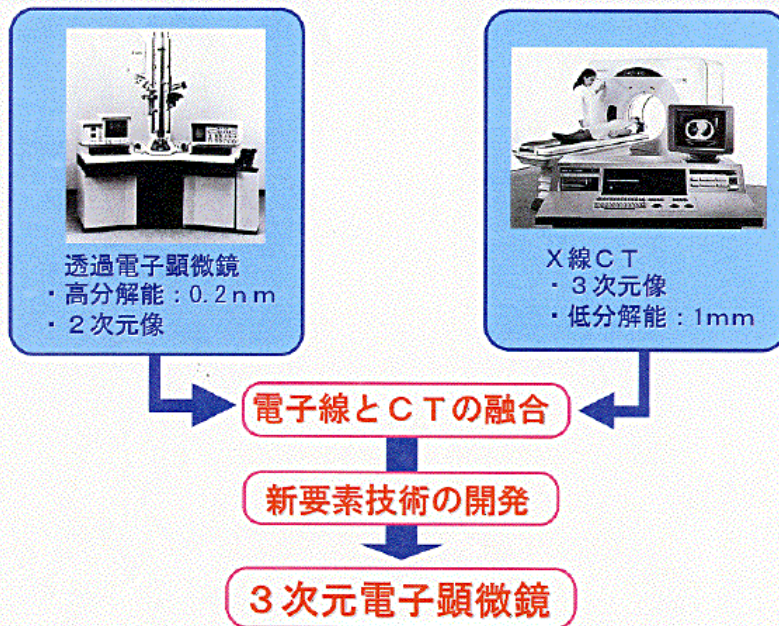 透過電子顕微鏡
・高分解能：0.2nm
・２次元像
Ｘ線ＣＴ
・３次元像
・低分解能：1mm
電子線とＣＴの融合
新要素技術の開発
３次元電子顕微鏡